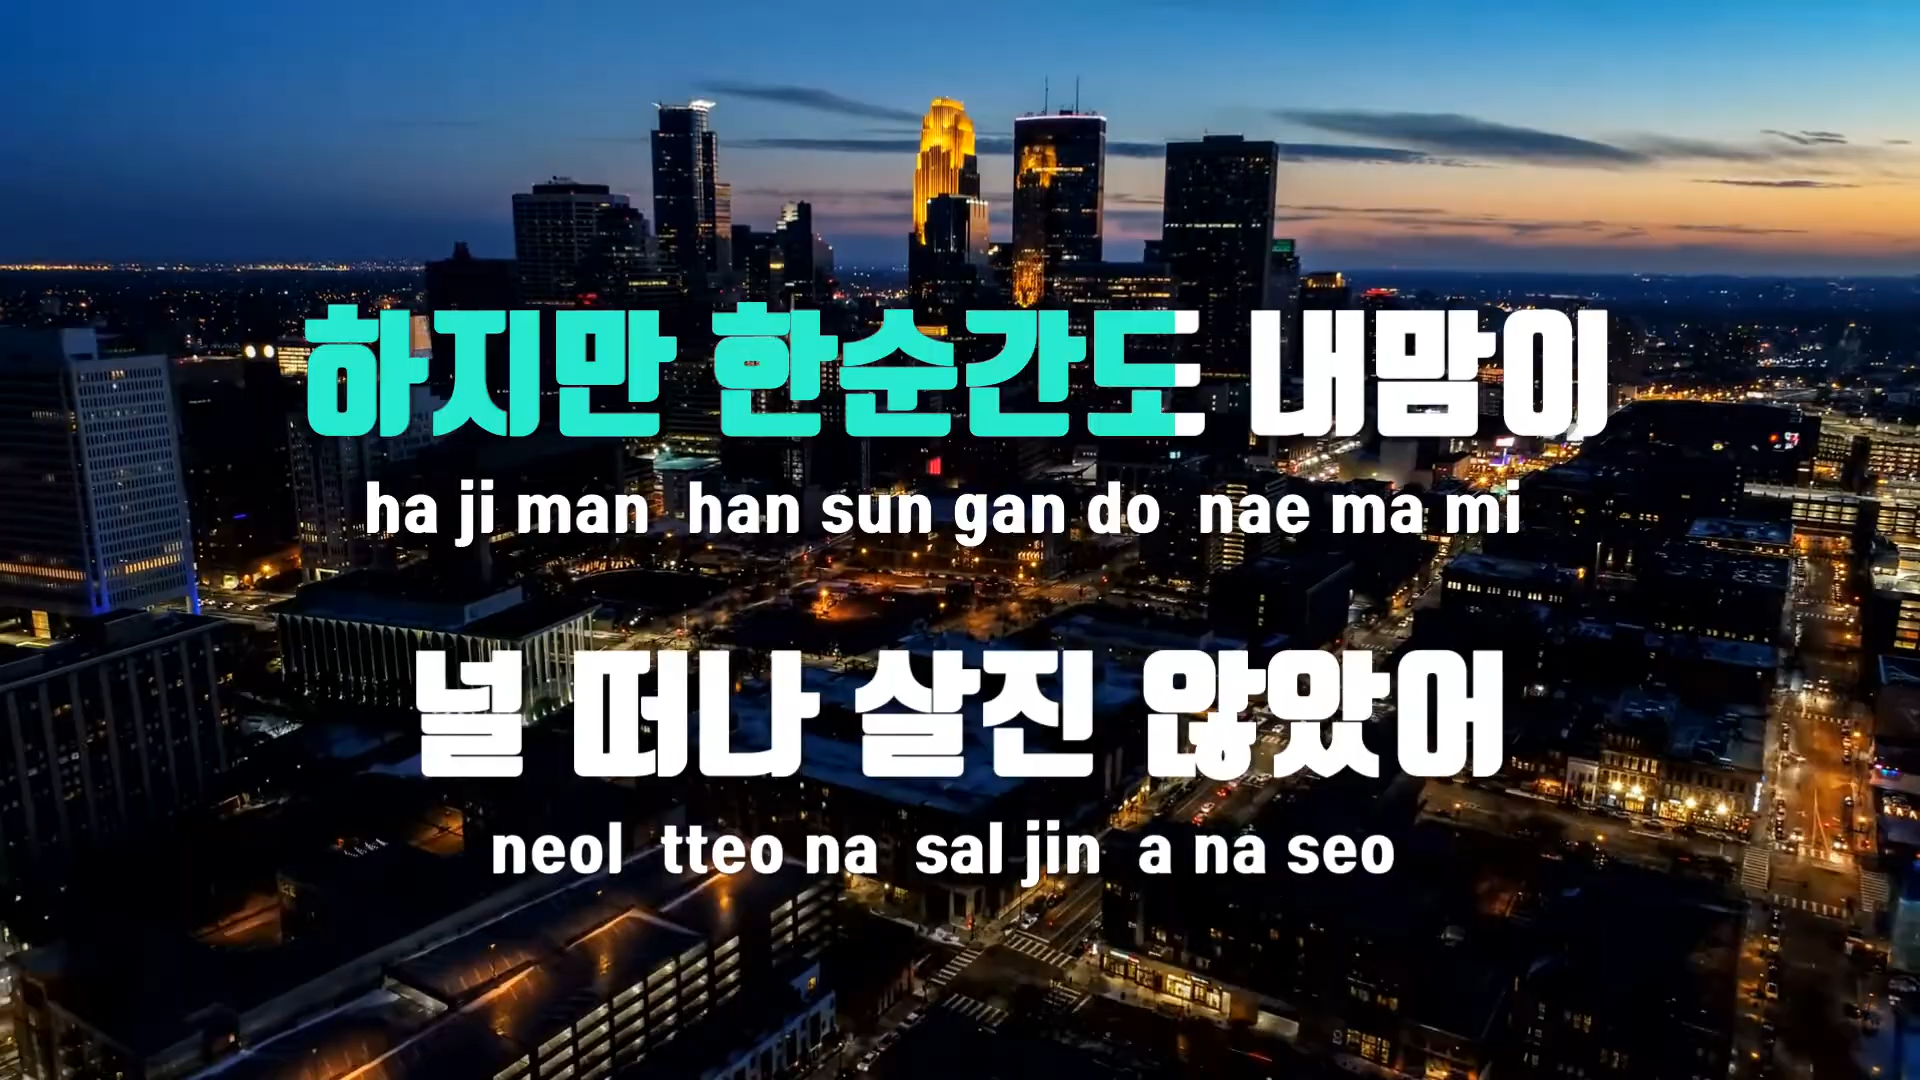 하지만 한순간도 내맘이
ha ji man han sun gan do nae ma mi
널 떠나 살진 않았어
neol tteo na sal jin a na seo